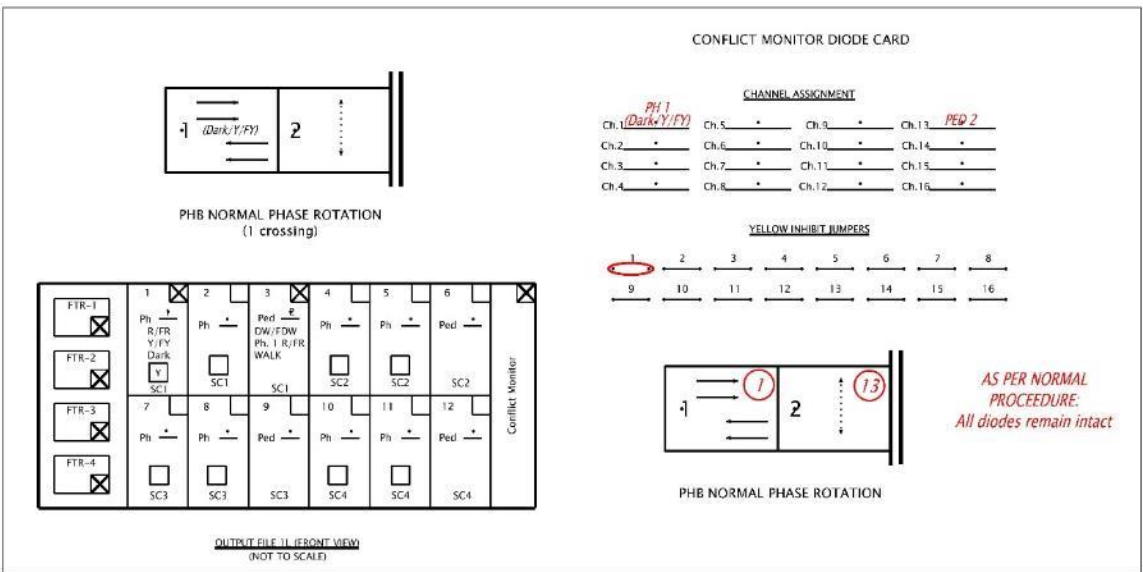 CONFLICT MONITOR DIODE CARD
CHANNEL ASSIGNMENT
PH 1
(Dark/Y/FY)
PED 2
Ch.1 Ch.5 Ch.9 Ch.13
Ch.2 Ch.6 Ch.10 Ch.14
Ch.3 Ch.7 Ch.11 Ch.15
Ch.4 Ch.8 Ch.12 Ch.16
1 (Dark/Y/FY) 2
PHB NORMAL PHASE ROTATION
(1 crossing)
YELLOW INHIBIT JUMPERS
1 2 3 4 5 6 7 8
9 10 11 12 13 14 15 16
FTR-1
FTR-2
FTR-3
FTR-4
1
Ph
R/FR
Y/FY
Dark
Y
SC1
2
Ph
SC1
3
Ped 2
DW/FDW
Ph. 1 R/FR
WALK
SC1
4
Ph
SC2
5
Ph
SC2
6
Ped
SC2
7
Ph
SC3
8
Ph
SC3
9
Ped
SC3
10
Ph
SC4
11
Ph
SC4
12
Ped
SC4
Conflict Monitor
OUTPUT FILE 1L (FRONT VIEW)
(NOT TO SCALE)
1 1 2 13
PHB NORMAL PHASE ROTATION
AS PER NORMAL
PROCEEDURE:
All diodes remain intact